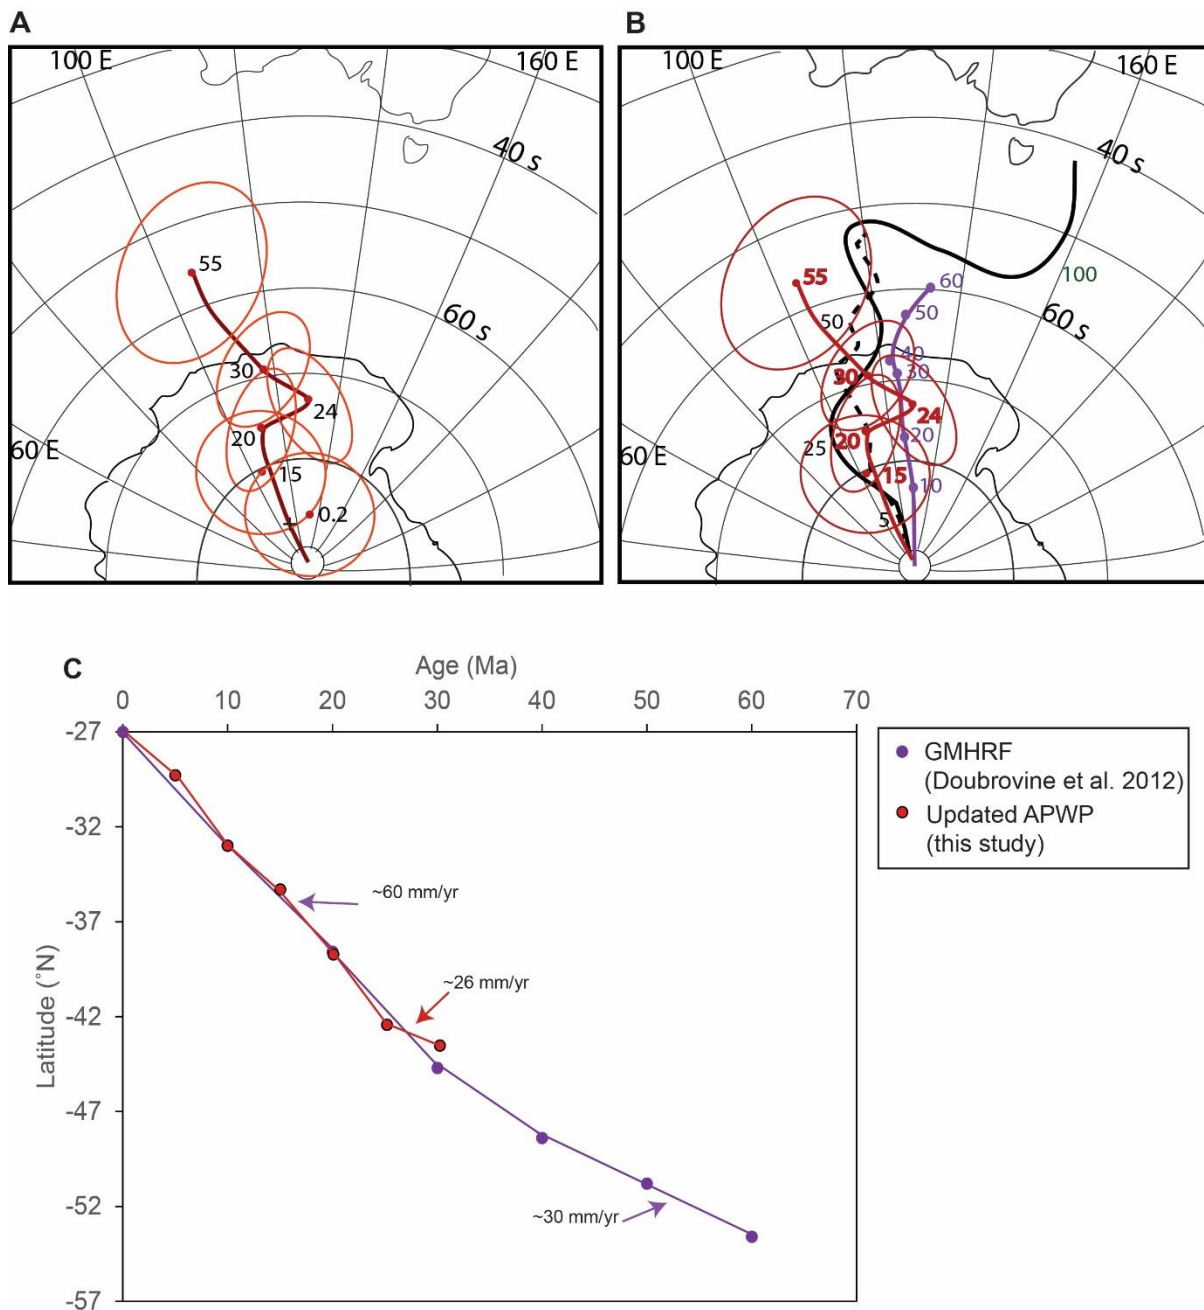 A
100 E
160 E
40 s
60 s
60 E
55
30
24
20
15
0.2
B
100 E
160 E
40 s
60 s
60 E
100
55
60
50
50
40
30
30
24
20
20
25
15
10
5
C
Age (Ma)
0 10 20 30 40 50 60 70
-27
-32
-37
-42
-47
-52
-57
Latitude (°N)
~60 mm/yr
~26 mm/yr
~30 mm/yr
GMHRF
(Doubrovine et al. 2012)
Updated APWP
(this study)